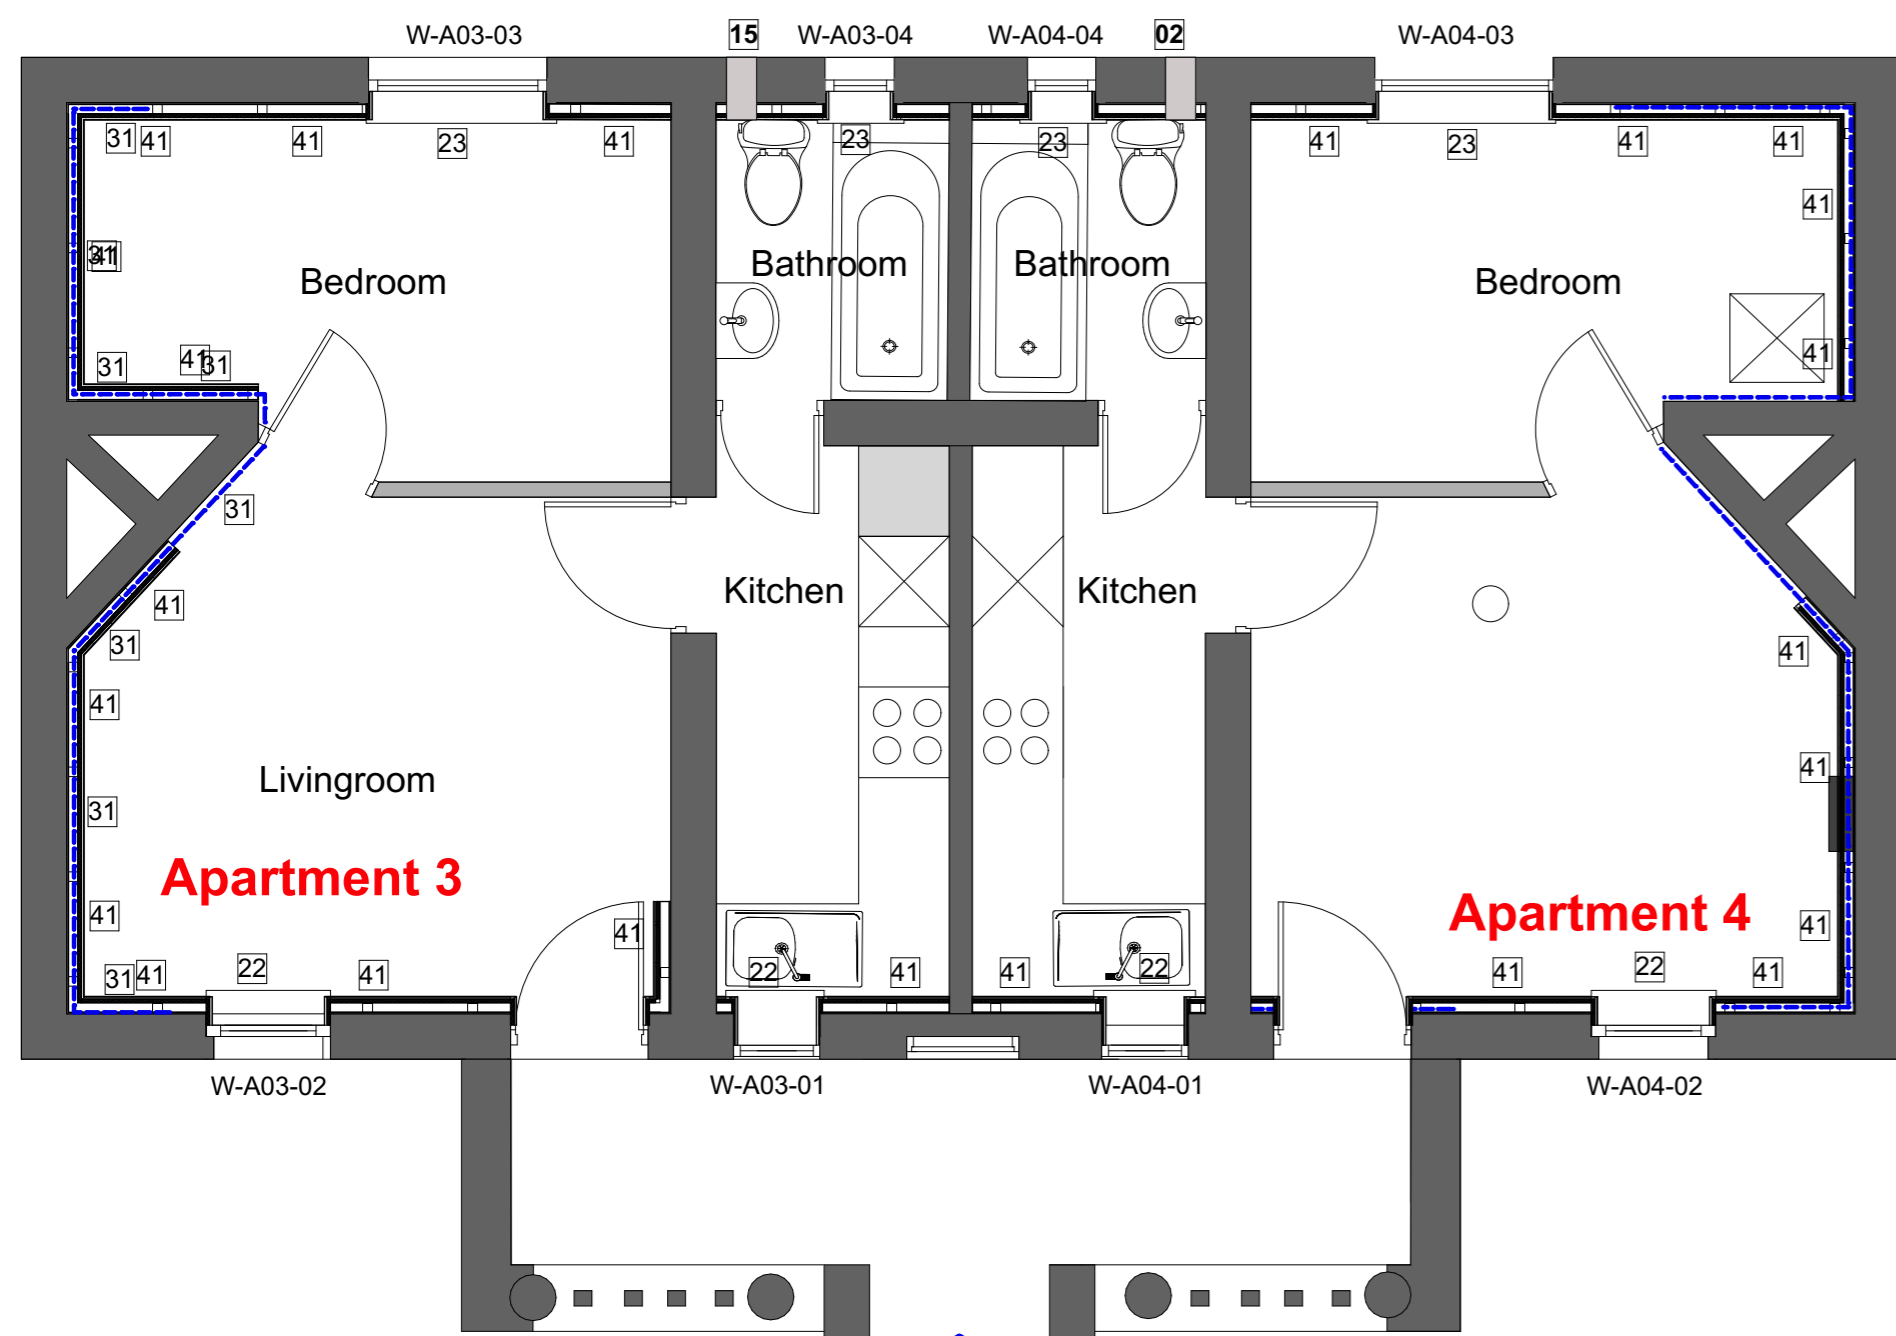 W-A03-03 15 W-A03-04 W-A04-04 02 W-A04-03
31 41 41 23 41 23 23 41 23 41 41
41
31 41
Bedroom Bathroom Bathroom Bedroom
31 41 31 41
31
41
Kitchen Kitchen
31 41
41
Livingroom 41
31
Apartment 3
Apartment 4
41 41 41
31 41 22 41 22 41 41 22 41 22 41
W-A03-02 W-A03-01 W-A04-01 W-A04-02